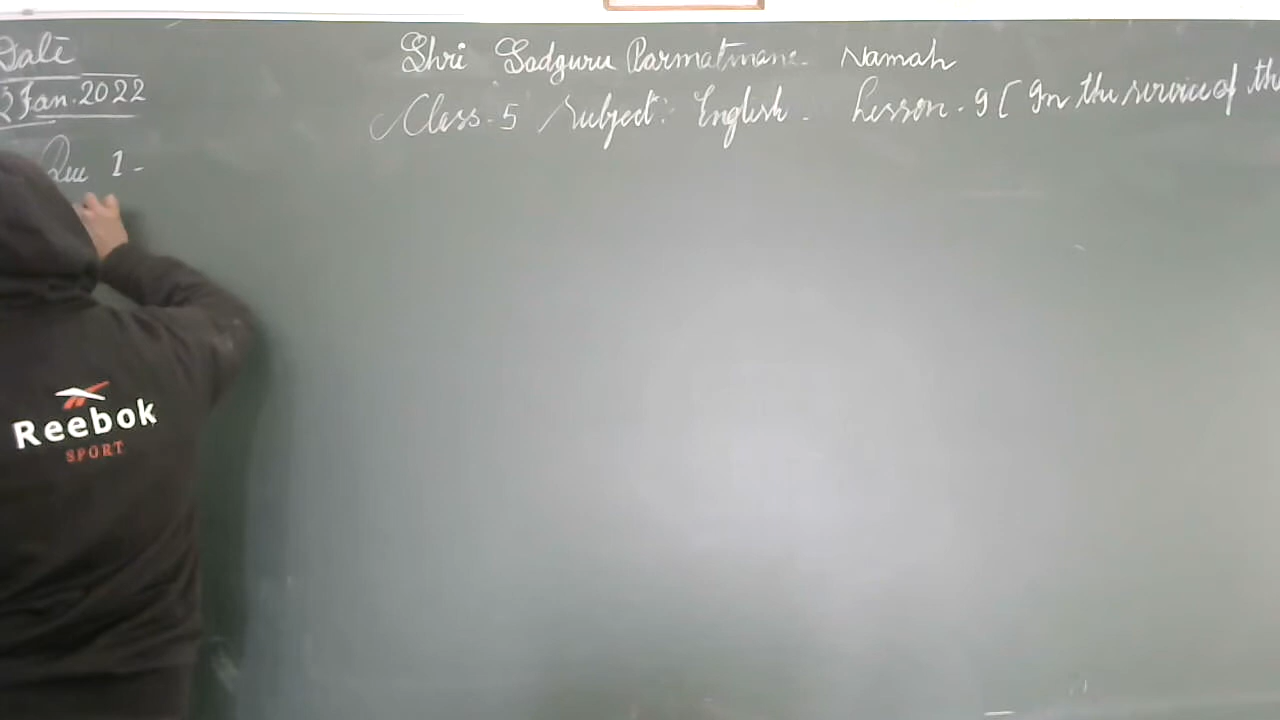 Date
2 Jan. 2022
Shri Sadguru Parmatmane. Namah
Class. 5 Subject: English. Lesson. 9 ( In the service of the
Que 1 -
Reebok
SPORT